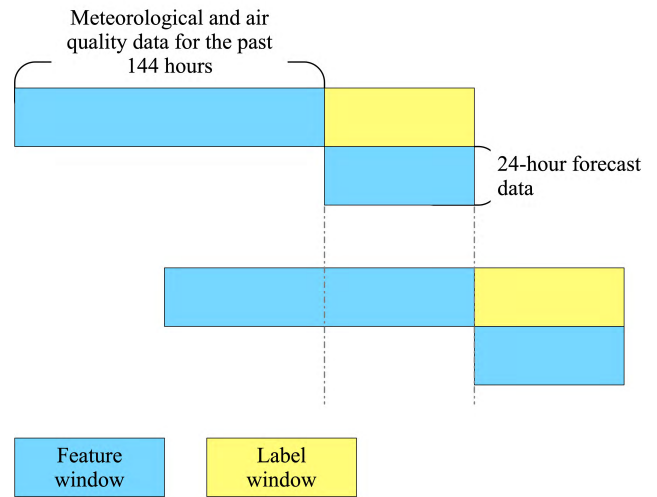 Meteorological and air
quality data for the past
144 hours
24-hour forecast
data
Feature
window
Label
window